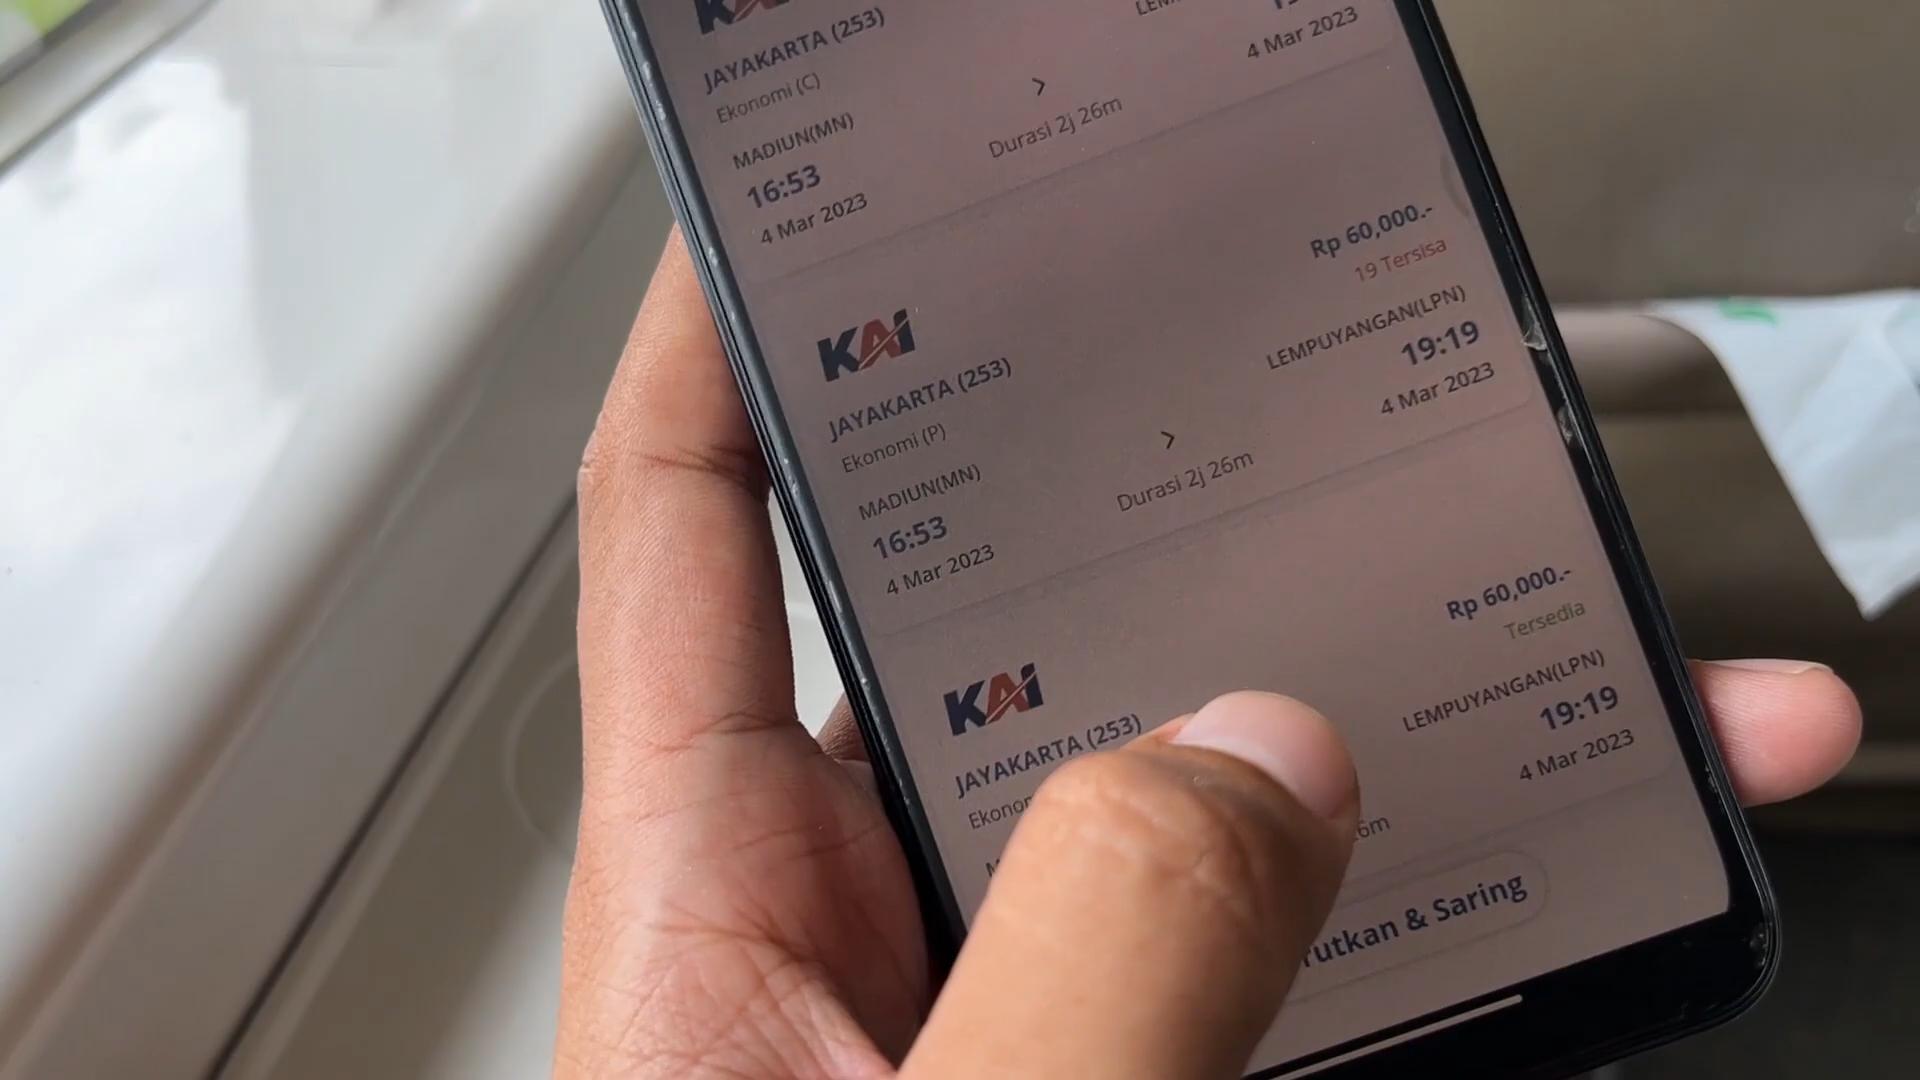 KAI
JAYAKARTA (253)
Ekonomi (C)
MADIUN(MN)
16:53
4 Mar 2023
Durasi 2j 26m
4 Mar 2023
Rp 60,000.-
19 Tersisa
KAI
JAYAKARTA (253)
Ekonomi (P)
MADIUN(MN)
16:53
4 Mar 2023
Durasi 2j 26m
LEMPUYANGAN(LPN)
19:19
4 Mar 2023
Rp 60,000.-
Tersedia
KAI
JAYAKARTA (253)
LEMPUYANGAN(LPN)
19:19
4 Mar 2023
& Saring